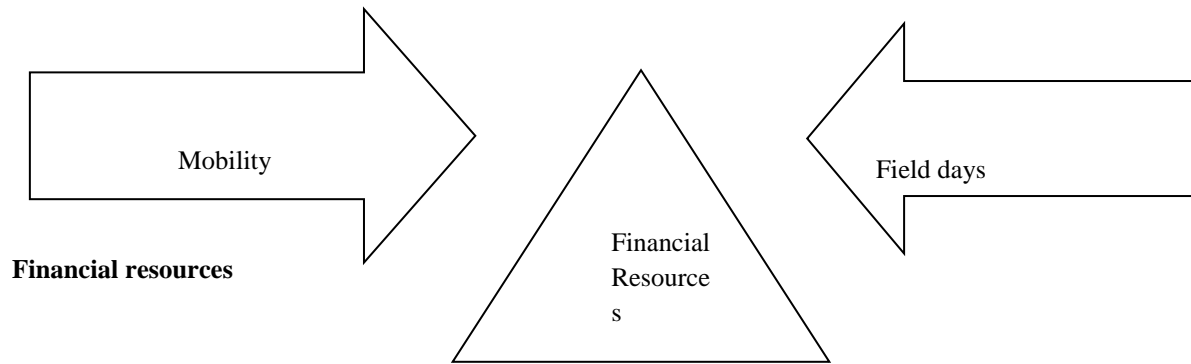 Mobility
Field days
Financial
Resource
s
Financial resources